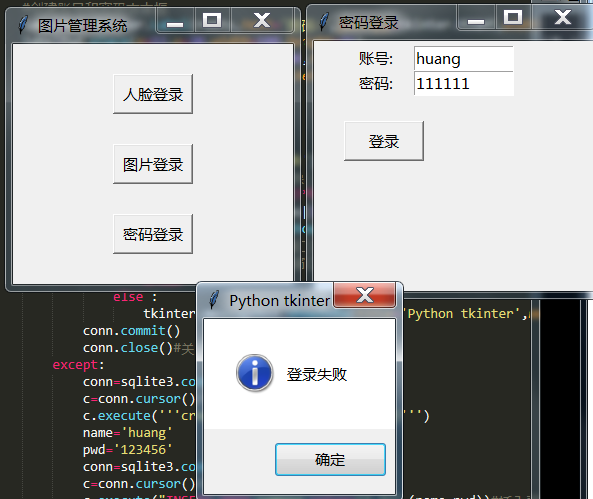 图片管理系统
人脸登录
图片登录
密码登录
密码登录
账号: huang
密码: 111111
登录
else :
tkinter
'Python tkinter',
conn.commit()
conn.close()#关
except:
conn=sqlite3.co
c=conn.cursor()
c.execute('''cr
''')
name='huang'
pwd='123456'
conn=sqlite3.co
c=conn.cursor()
Python tkinter
登录失败
确定